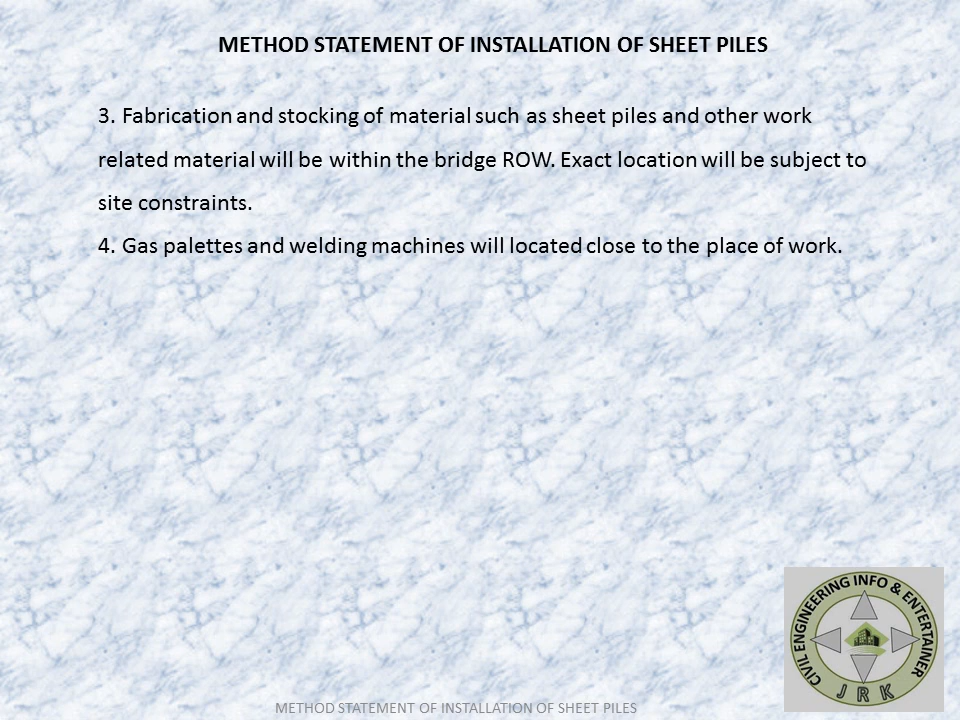 METHOD STATEMENT OF INSTALLATION OF SHEET PILES
3. Fabrication and stocking of material such as sheet piles and other work
related material will be within the bridge ROW. Exact location will be subject to
site constraints.
4. Gas palettes and welding machines will located close to the place of work.
CIVIL ENGINEERING INFO & ENTERTAINER
JRK
METHOD STATEMENT OF INSTALLATION OF SHEET PILES